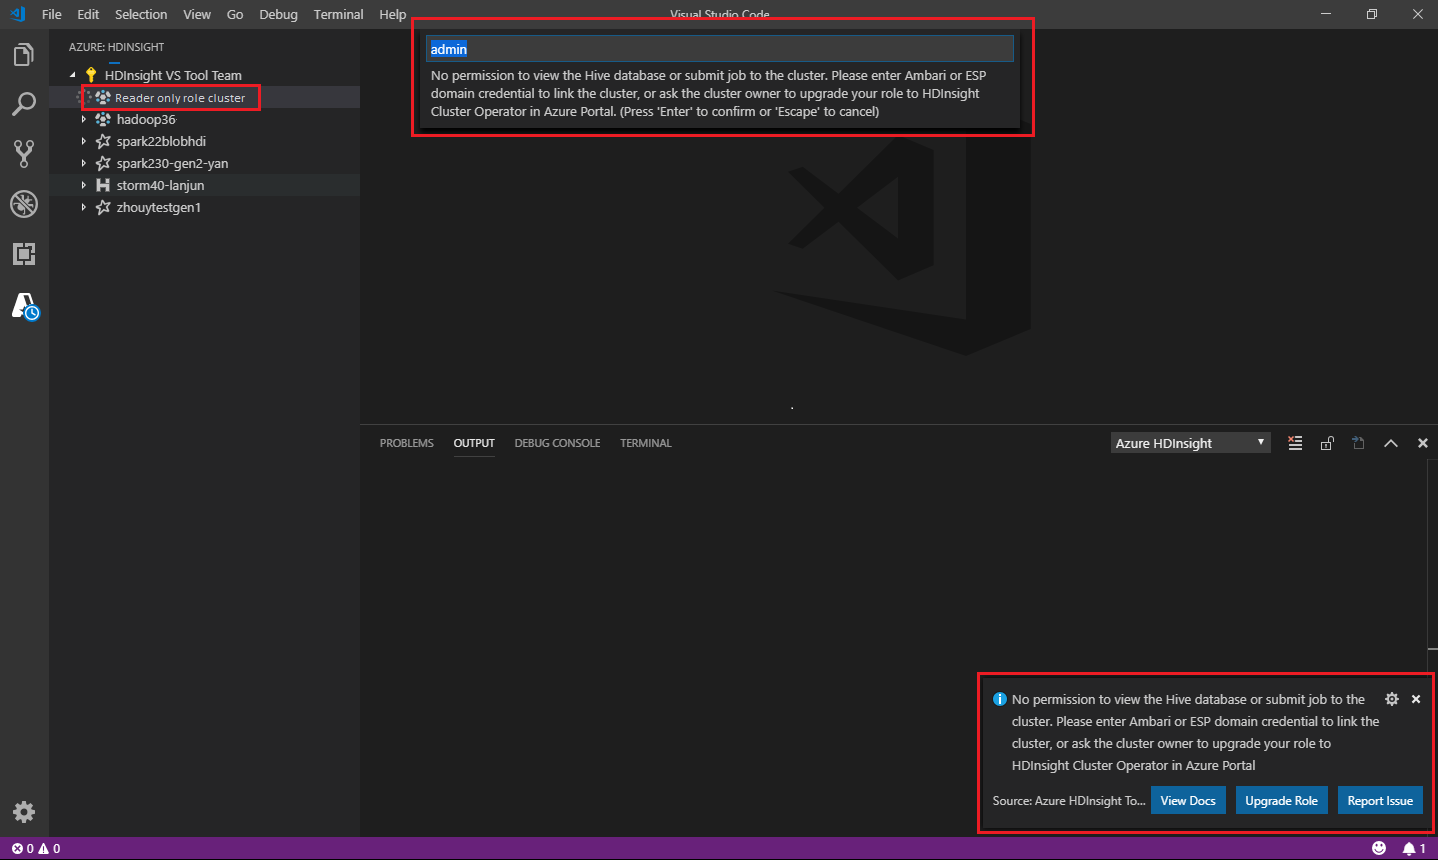 File Edit Selection View Go Debug Terminal Help
Visual Studio Code
AZURE: HDINSIGHT
HDInsight VS Tool Team
Reader only role cluster
hadoop36
spark22blobhdi
spark230-gen2-yan
storm40-lanjun
zhouytestgen1
admin
No permission to view the Hive database or submit job to the cluster. Please enter Ambari or ESP
domain credential to link the cluster, or ask the cluster owner to upgrade your role to HDInsight
Cluster Operator in Azure Portal. (Press 'Enter' to confirm or 'Escape' to cancel)
PROBLEMS OUTPUT DEBUG CONSOLE TERMINAL
Azure HDInsight
No permission to view the Hive database or submit job to the
cluster. Please enter Ambari or ESP domain credential to link the
cluster, or ask the cluster owner to upgrade your role to
HDInsight Cluster Operator in Azure Portal
Source: Azure HDInsight To... View Docs Upgrade Role Report Issue
0 0 1